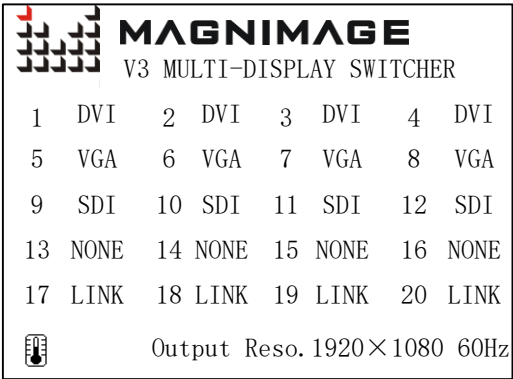 MAGNIMAGE
V3 MULTI-DISPLAY SWITCHER
1 DVI 2 DVI 3 DVI 4 DVI
5 VGA 6 VGA 7 VGA 8 VGA
9 SDI 10 SDI 11 SDI 12 SDI
13 NONE 14 NONE 15 NONE 16 NONE
17 LINK 18 LINK 19 LINK 20 LINK
Output Reso.1920×1080 60Hz